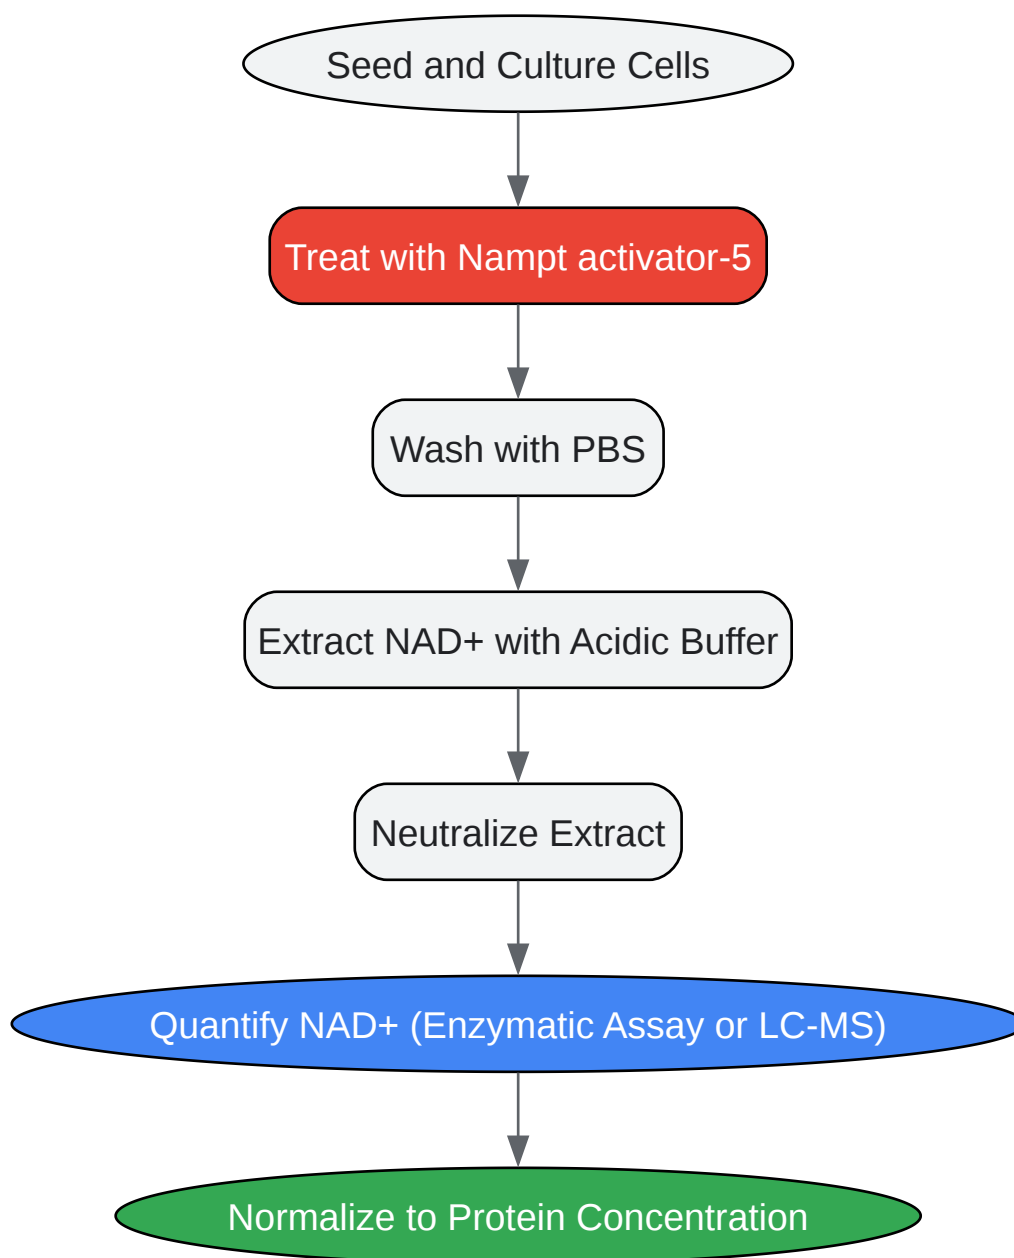 Seed and Culture Cells
Treat with Nampt activator-5
Wash with PBS
Extract NAD+ with Acidic Buffer
Neutralize Extract
Quantify NAD+ (Enzymatic Assay or LC-MS)
Normalize to Protein Concentration